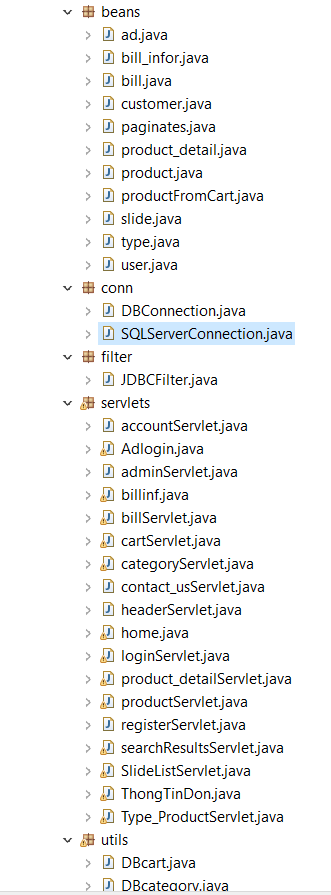 beans
ad.java
bill_infor.java
bill.java
customer.java
paginates.java
product_detail.java
product.java
productFromCart.java
slide.java
type.java
user.java
conn
DBConnection.java
SQLServerConnection.java
filter
JDBCFilter.java
servlets
accountServlet.java
Adlogin.java
adminServlet.java
billinf.java
billServlet.java
cartServlet.java
categoryServlet.java
contact_usServlet.java
headerServlet.java
home.java
loginServlet.java
product_detailServlet.java
productServlet.java
registerServlet.java
searchResultsServlet.java
SlideListServlet.java
ThongTinDon.java
Type_ProductServlet.java
utils
DBcart.java
DBcategory.java